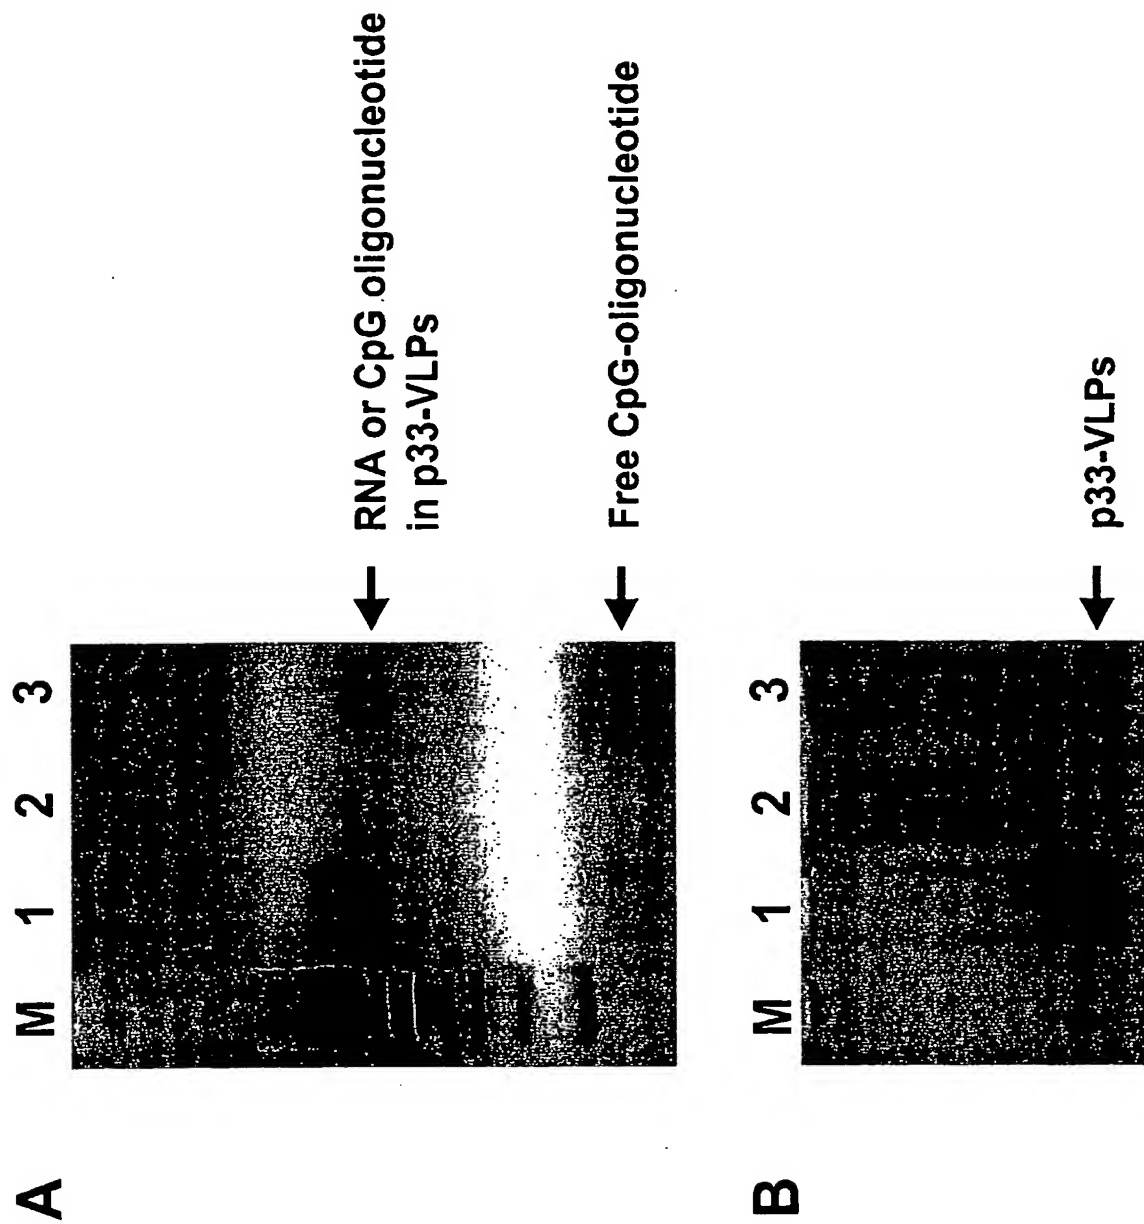 A
M 1 2 3
RNA or CpG oligonucleotide
in p33-VLPs
Free CpG-oligonucleotide
B
M 1 2 3
p33-VLPs